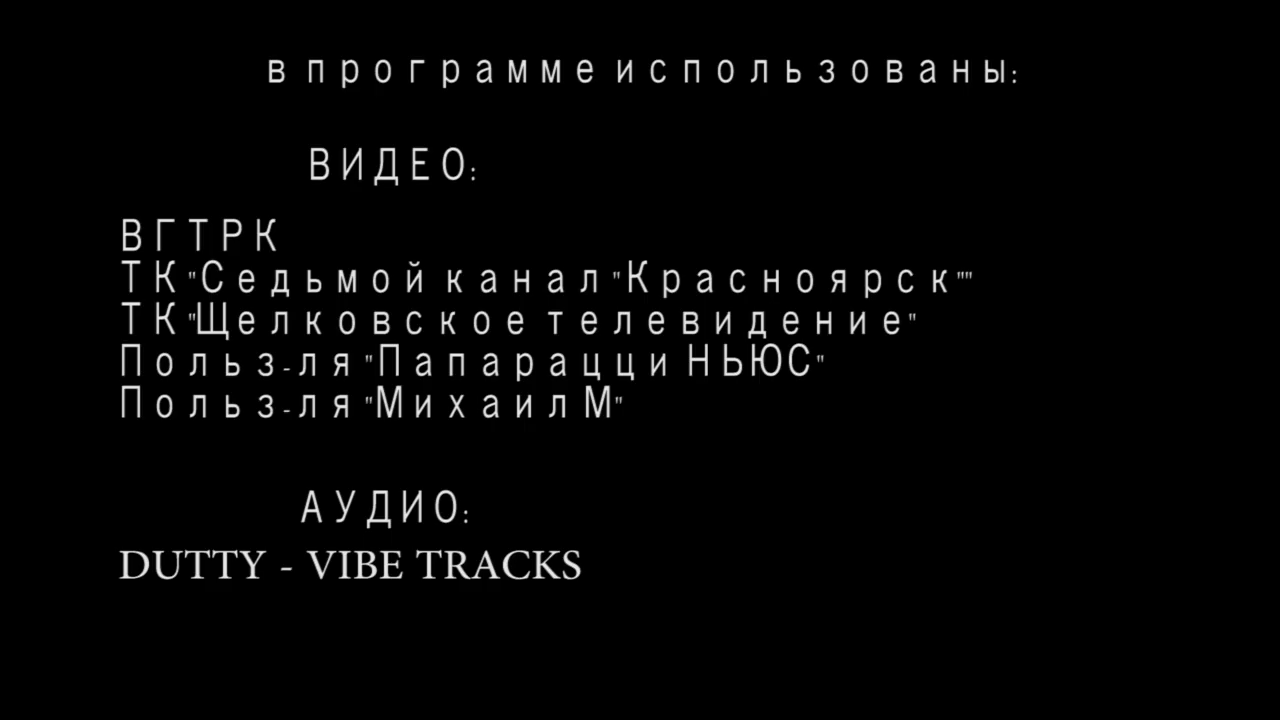 в программе использованы:
ВИДЕО:
ВГТРК
ТК "Седьмой канал "Красноярск""
ТК "Щелковское телевидение"
Польз-ля "Папарацци НЬЮС"
Польз-ля "Михаил М"
АУДИО:
DUTTY - VIBE TRACKS